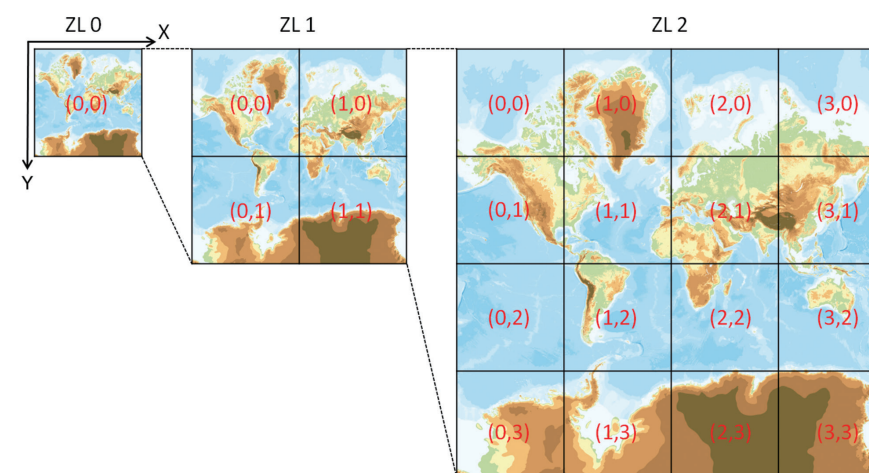 ZL 0
X
Y
(0,0)
ZL 1
(0,0) (1,0)
(0,1) (1,1)
ZL 2
(0,0) (1,0) (2,0) (3,0)
(0,1) (1,1) (2,1) (3,1)
(0,2) (1,2) (2,2) (3,2)
(0,3) (1,3) (2,3) (3,3)